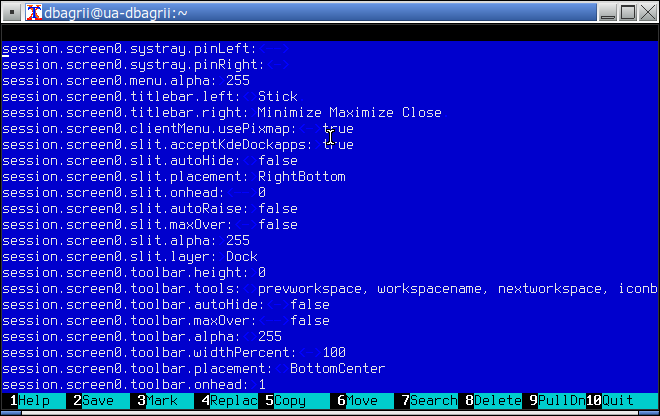 dbagrii@ua-dbagrii:~
session.screen0.systray.pinLeft:
session.screen0.systray.pinRight:
session.screen0.menu.alpha: 255
session.screen0.titlebar.left: Stick
session.screen0.titlebar.right: Minimize Maximize Close
session.screen0.clientMenu.usePixmap: true
session.screen0.slit.acceptKdeDockapps: true
session.screen0.slit.autoHide: false
session.screen0.slit.placement: RightBottom
session.screen0.slit.onhead: 0
session.screen0.slit.autoRaise: false
session.screen0.slit.maxOver: false
session.screen0.slit.alpha: 255
session.screen0.slit.layer: Dock
session.screen0.toolbar.height: 0
session.screen0.toolbar.tools: prevworkspace, workspacename, nextworkspace, iconb
session.screen0.toolbar.autoHide: false
session.screen0.toolbar.maxOver: false
session.screen0.toolbar.alpha: 255
session.screen0.toolbar.widthPercent: 100
session.screen0.toolbar.placement: BottomCenter
session.screen0.toolbar.onhead: 1
1Help 2Save 3Mark 4Replac 5Copy 6Move 7Search 8Delete 9PullDn 10Quit